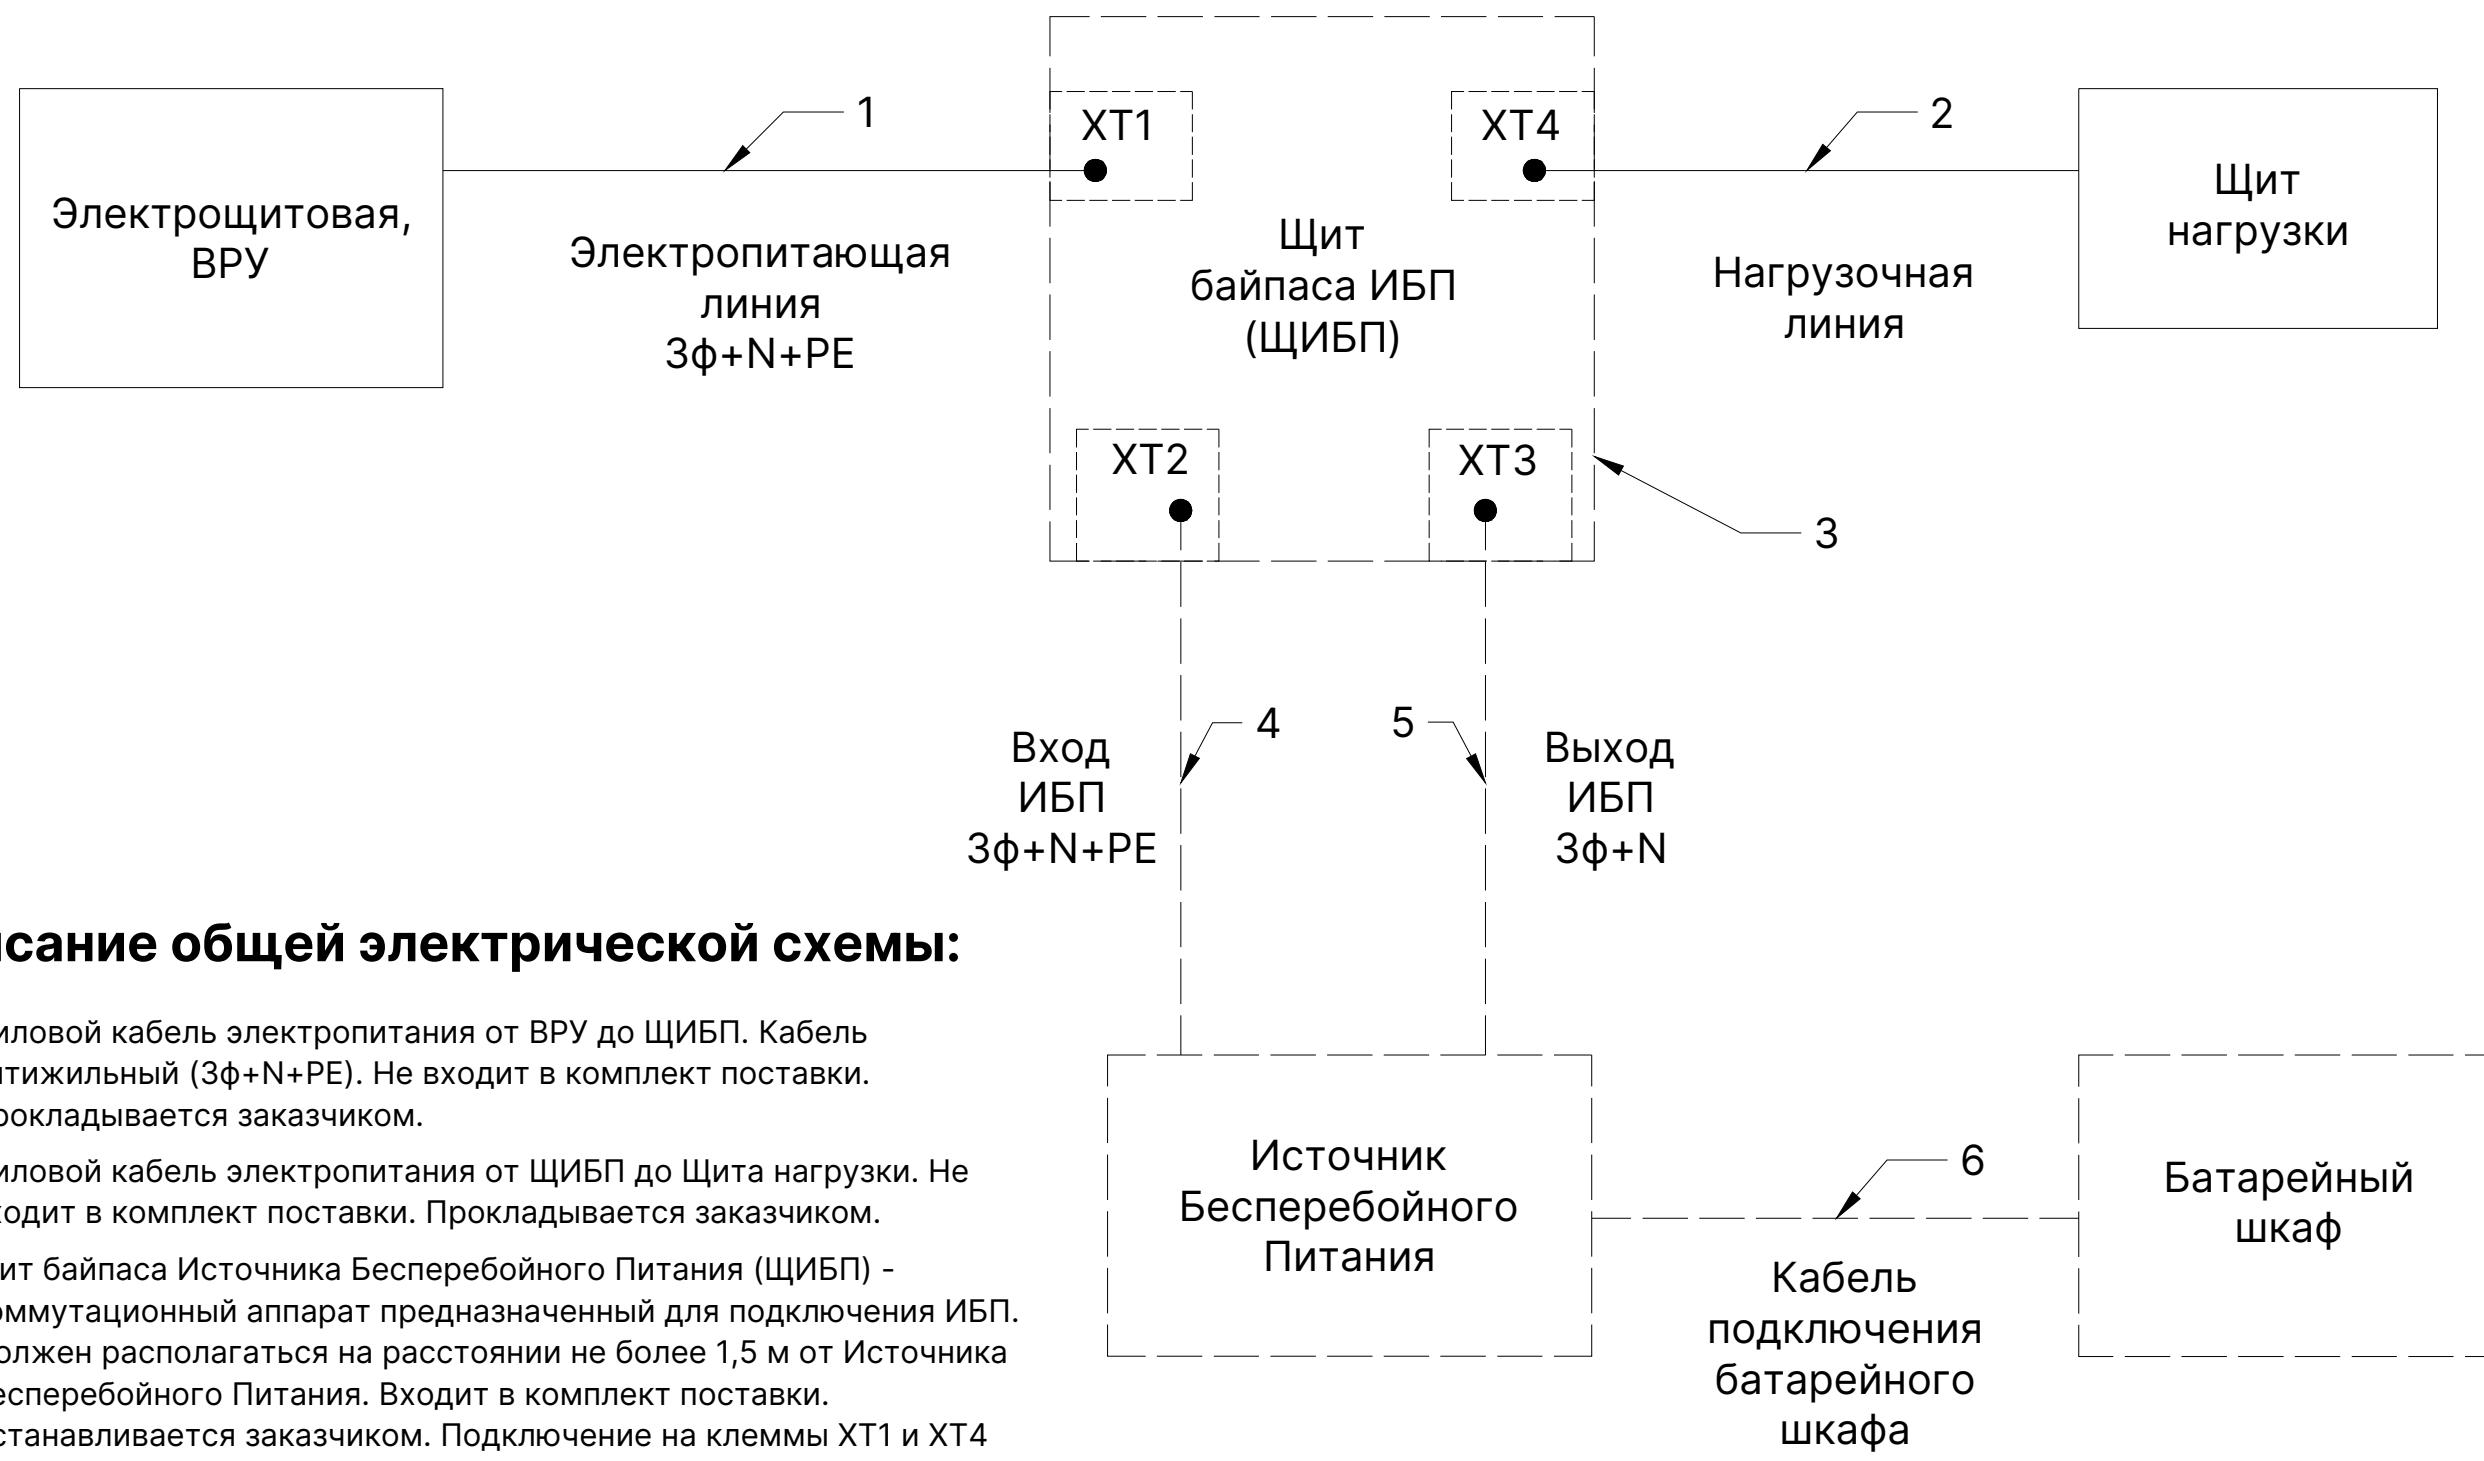 1
2
XT1
XT4
Электрощитовая,
ВРУ
Электропитающая
линия
3ф+N+PE
Щит
байпаса ИБП
(ЩИБП)
Нагрузочная
линия
Щит
нагрузки
XT2
XT3
3
4
5
Вход
ИБП
3ф+N+PE
Выход
ИБП
3ф+N
исание общей электрической схемы:
иловой кабель электропитания от ВРУ до ЩИБП. Кабель
тижильный (3ф+N+PE). Не входит в комплект поставки.
рокладывается заказчиком.
иловой кабель электропитания от ЩИБП до Щита нагрузки. Не
ходит в комплект поставки. Прокладывается заказчиком.
ит байпаса Источника Бесперебойного Питания (ЩИБП) -
оммутационный аппарат предназначенный для подключения ИБП.
олжен располагаться на расстоянии не более 1,5 м от Источника
есперебойного Питания. Входит в комплект поставки.
станавливается заказчиком. Подключение на клеммы XT1 и XT4
Источник
Бесперебойного
Питания
6
Кабель
подключения
батарейного
шкафа
Батарейный
шкаф